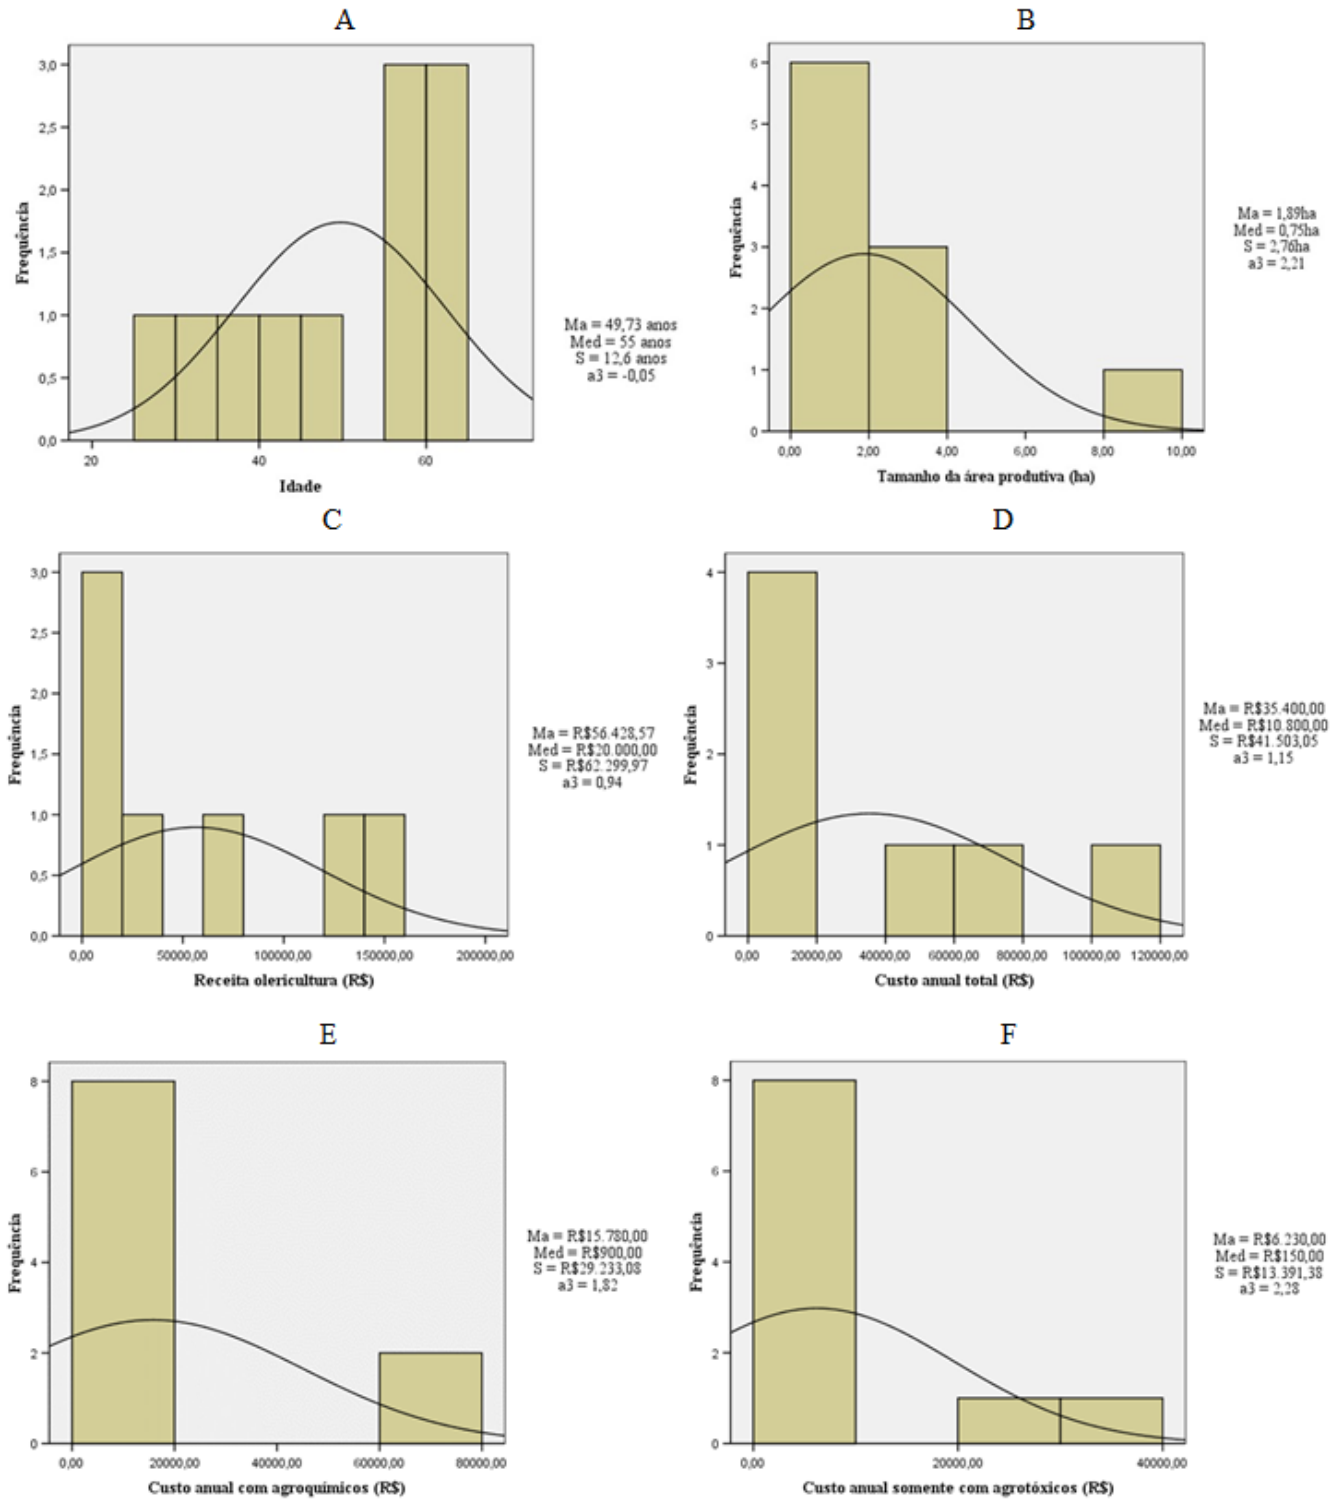 A
Frequência
3,0
2,5
2,0
1,5
1,0
0,5
0,0
20 40 60
Idade
Ma = 49,73 anos
Med = 55 anos
S = 12,6 anos
a3 = -0,05
B
Frequência
6
5
4
3
2
1
0
0,00 2,00 4,00 6,00 8,00 10,00
Tamanho da área produtiva (ha)
Ma = 1,89ha
Med = 0,75ha
S = 2,76ha
a3 = 2,21
C
Frequência
3,0
2,5
2,0
1,5
1,0
0,5
0,0
0,00 50000,00 100000,00 150000,00 200000,00
Receita olericultura (R$)
Ma = R$56.428,57
Med = R$20.000,00
S = R$62.299,97
a3 = 0,94
D
Frequência
4
3
2
1
0
0,00 20000,00 40000,00 60000,00 80000,00 100000,00 120000,00
Custo anual total (R$)
Ma = R$35.400,00
Med = R$10.800,00
S = R$41.503,05
a3 = 1,15
E
Frequência
8
6
4
2
0
0,00 20000,00 40000,00 60000,00 80000,00
Custo anual com agroquímicos (R$)
Ma = R$15.780,00
Med = R$900,00
S = R$29.233,08
a3 = 1,82
F
Frequência
8
6
4
2
0
0,00 20000,00 40000,00
Custo anual somente com agrotóxicos (R$)
Ma = R$6.230,00
Med = R$150,00
S = R$13.391,38
a3 = 2,28